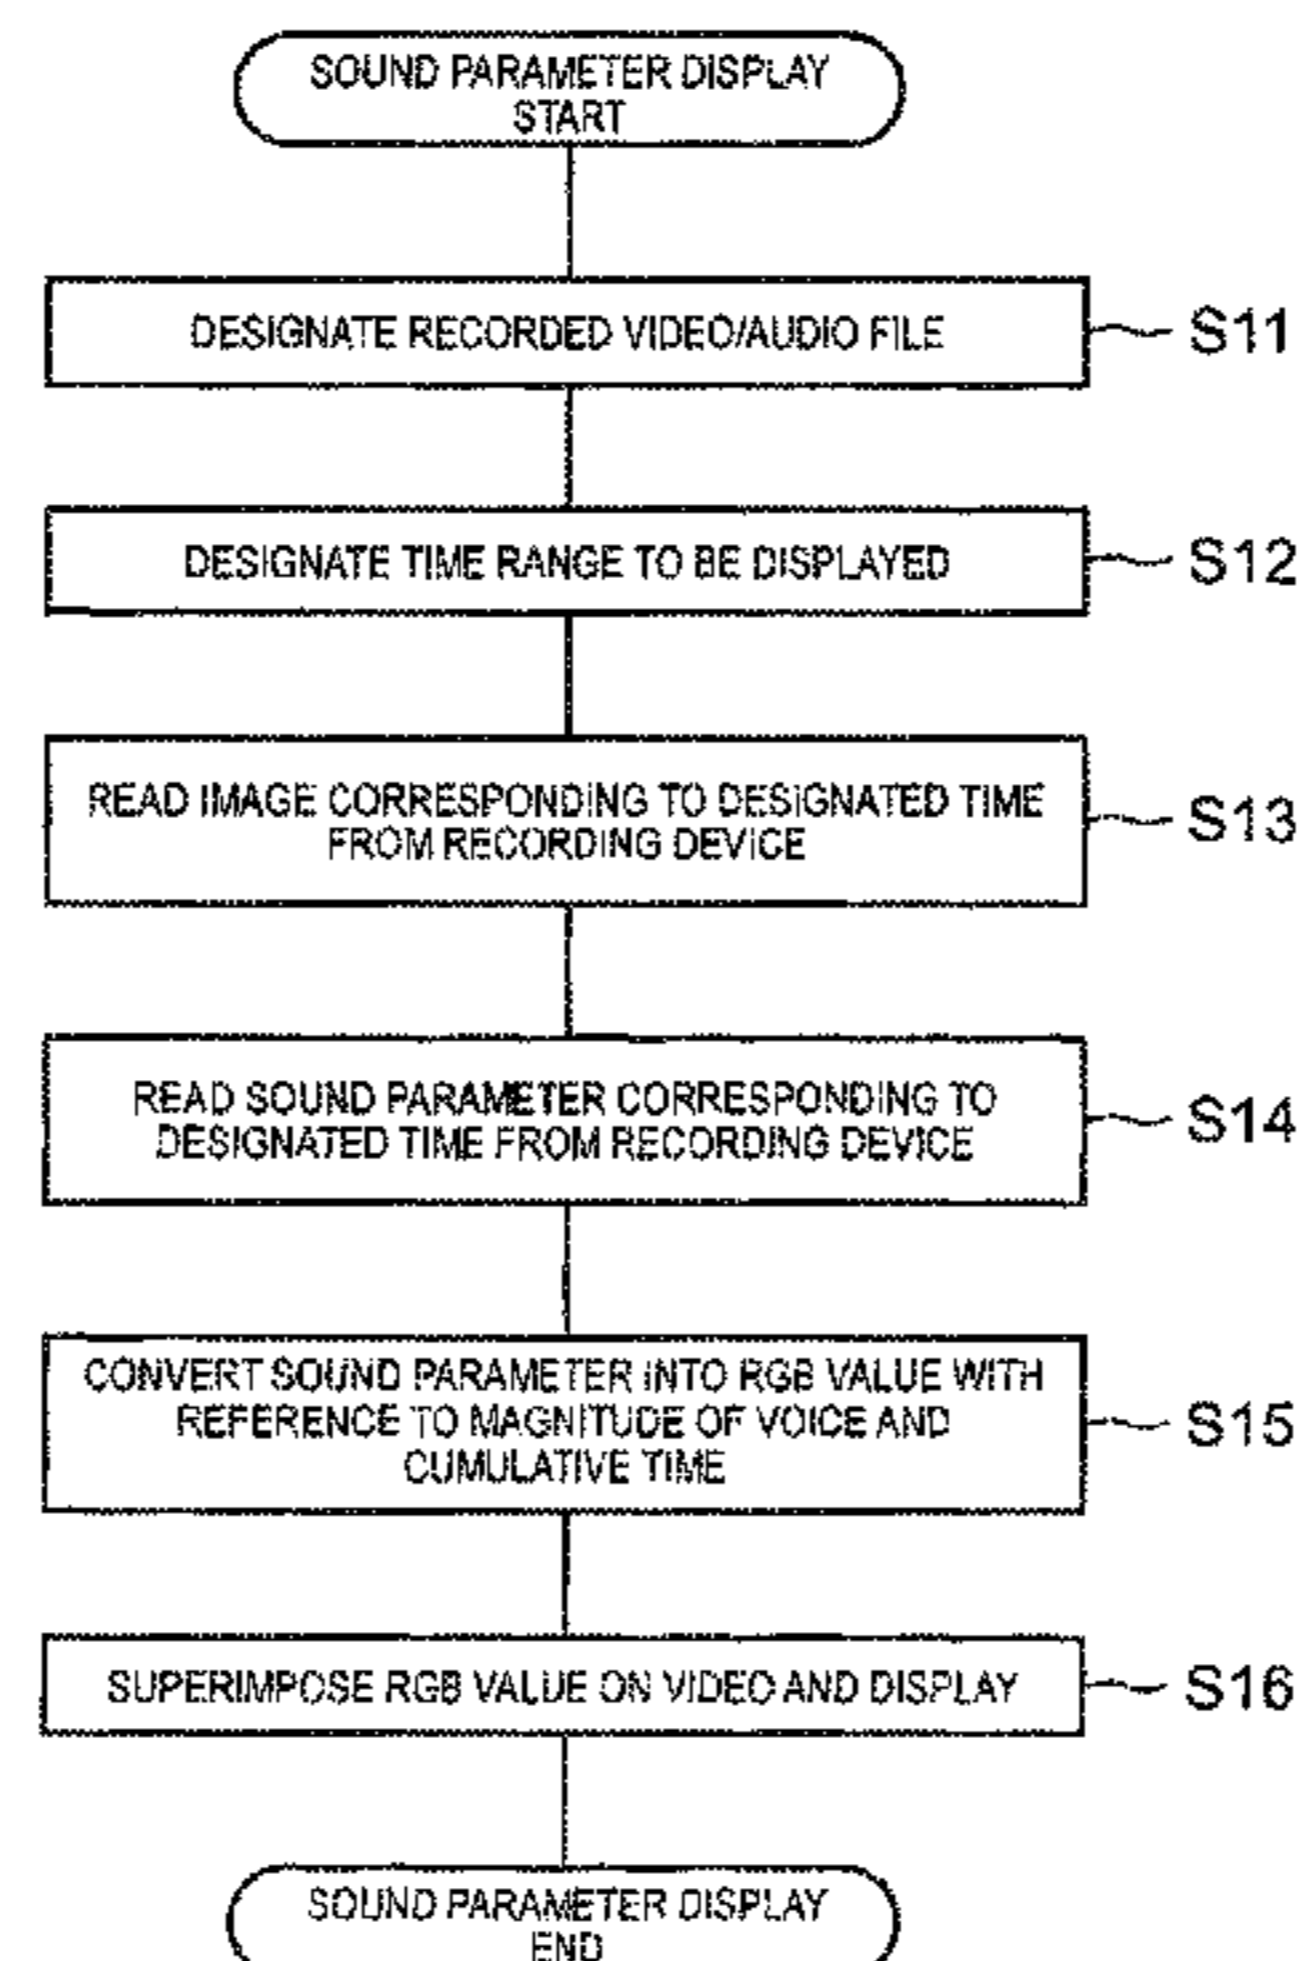 SOUND PARAMETER DISPLAY
START
DESIGNATE RECORDED VIDEO/AUDIO FILE
S11
DESIGNATE TIME RANGE TO BE DISPLAYED
S12
READ IMAGE CORRESPONDING TO DESIGNATED TIME
FROM RECORDING DEVICE
S13
READ SOUND PARAMETER CORRESPONDING TO
DESIGNATED TIME FROM RECORDING DEVICE
S14
CONVERT SOUND PARAMETER INTO RGB VALUE WITH
REFERENCE TO MAGNITUDE OF VOICE AND
CUMULATIVE TIME
S15
SUPERIMPOSE RGB VALUE ON VIDEO AND DISPLAY
S16
SOUND PARAMETER DISPLAY
END